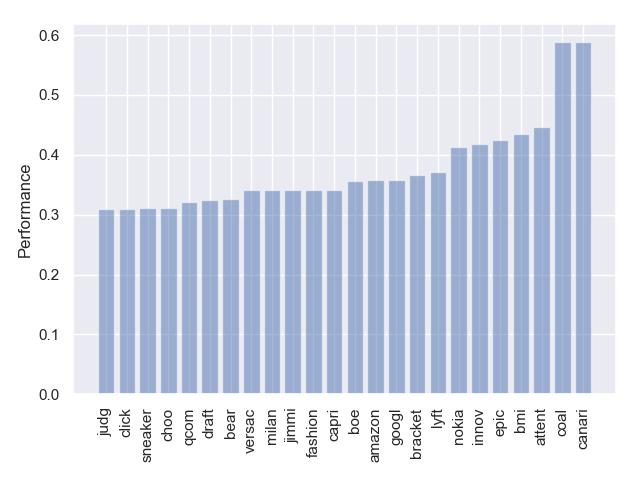 0.6
0.5
0.4
0.3
0.2
0.1
0.0
Performance
judg
click
sneaker
choo
qcom
draft
bear
versac
milan
jimmi
fashion
capri
boe
amazon
googl
bracket
lyft
nokia
innov
epic
bmi
attent
coal
canari